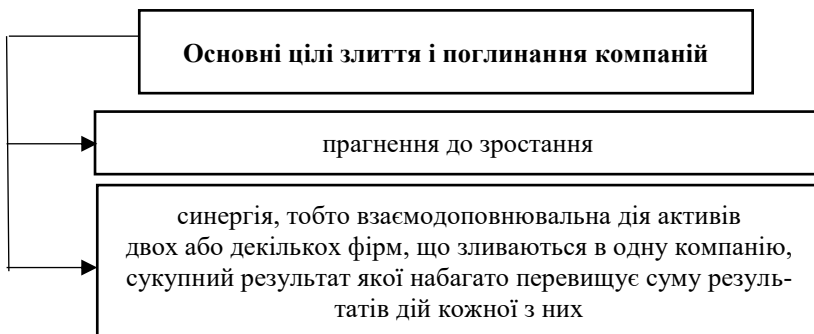 Основні цілі злиття і поглинання компаній
прагнення до зростання
синергія, тобто взаємодоповнювальна дія активів
двох або декількох фірм, що зливаються в одну компанію,
сукупний результат якої набагато перевищує суму резуль-
татів дій кожної з них